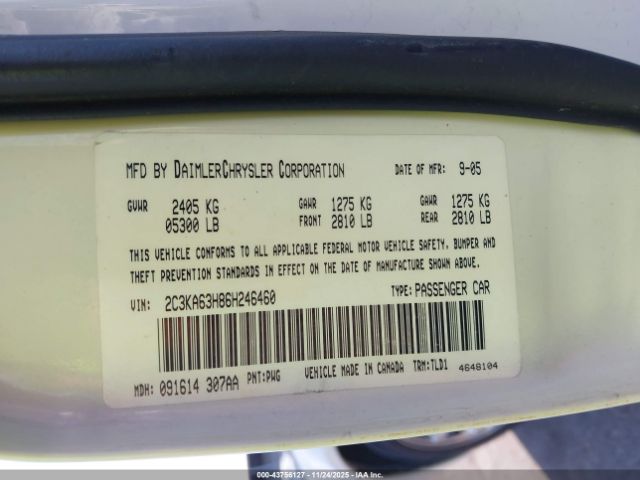 MFD BY DAIMLERCHRYSLER CORPORATION DATE OF MFR: 9-05
GVWR 2405 KG GAWR 1275 KG GAWR 1275 KG
05300 LB FRONT 2810 LB REAR 2810 LB
THIS VEHICLE CONFORMS TO ALL APPLICABLE FEDERAL MOTOR VEHICLE SAFETY, BUMPER AND
THEFT PREVENTION STANDARDS IN EFFECT ON THE DATE OF MANUFACTURE SHOWN ABOVE.
VIN: 2C3KA63H86H246460 TYPE: PASSENGER CAR
MDH: 091614 307AA PNT: PWG VEHICLE MADE IN CANADA TRM: TLD1 4648104
000-43756127 - 11/24/2025 - IAAI.COM